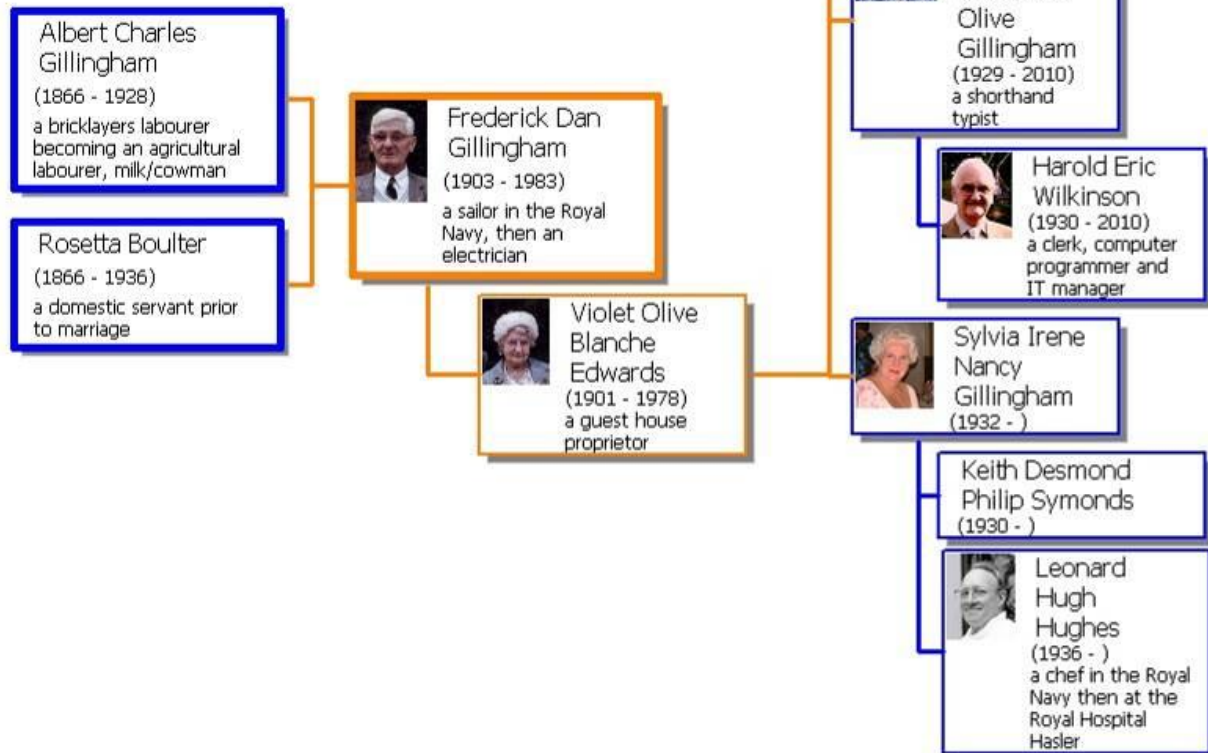 Albert Charles
Gillingham
(1866 - 1928)
a bricklayers labourer
becoming an agricultural
labourer, milk/cowman
Rosetta Boulter
(1866 - 1936)
a domestic servant prior
to marriage
Frederick Dan
Gillingham
(1903 - 1983)
a sailor in the Royal
Navy, then an
electrician
Violet Olive
Blanche
Edwards
(1901 - 1978)
a guest house
proprietor
Olive
Gillingham
(1929 - 2010)
a shorthand
typist
Harold Eric
Wilkinson
(1930 - 2010)
a clerk, computer
programmer and
IT manager
Sylvia Irene
Nancy
Gillingham
(1932 - )
Keith Desmond
Philip Symonds
(1930 - )
Leonard
Hugh
Hughes
(1936 - )
a chef in the Royal
Navy then at the
Royal Hospital
Hasler